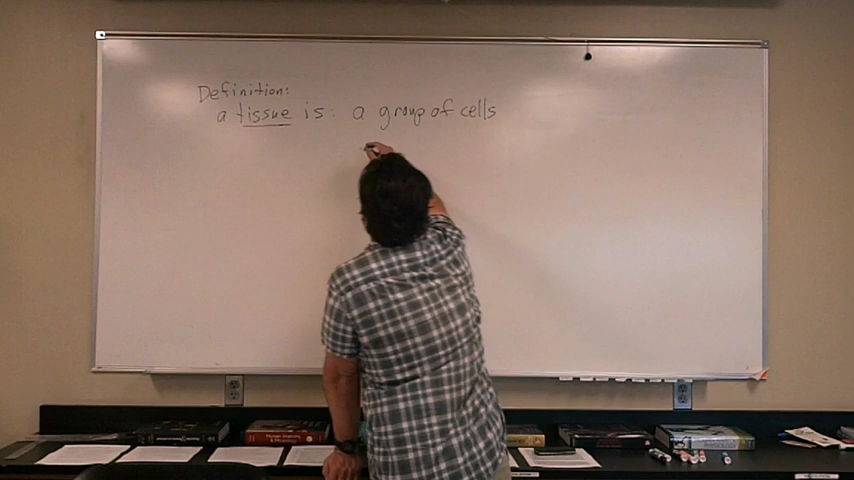 Definition:
a tissue is: a group of cells